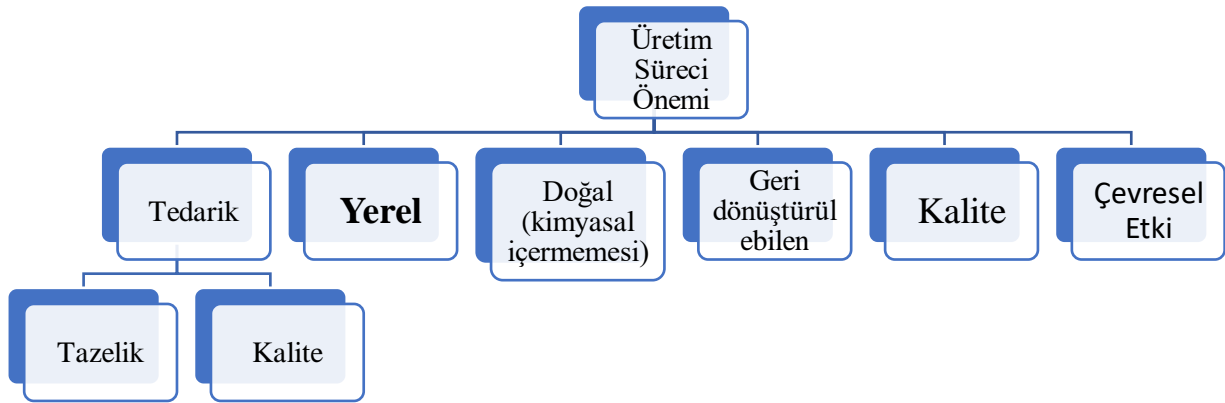 Üretim
Süreci
Önemi
Tedarik
Yerel
Doğal
(kimyasal
içermemesi)
Geri
dönüştürül
ebilen
Kalite
Çevresel
Etki
Tazelik
Kalite